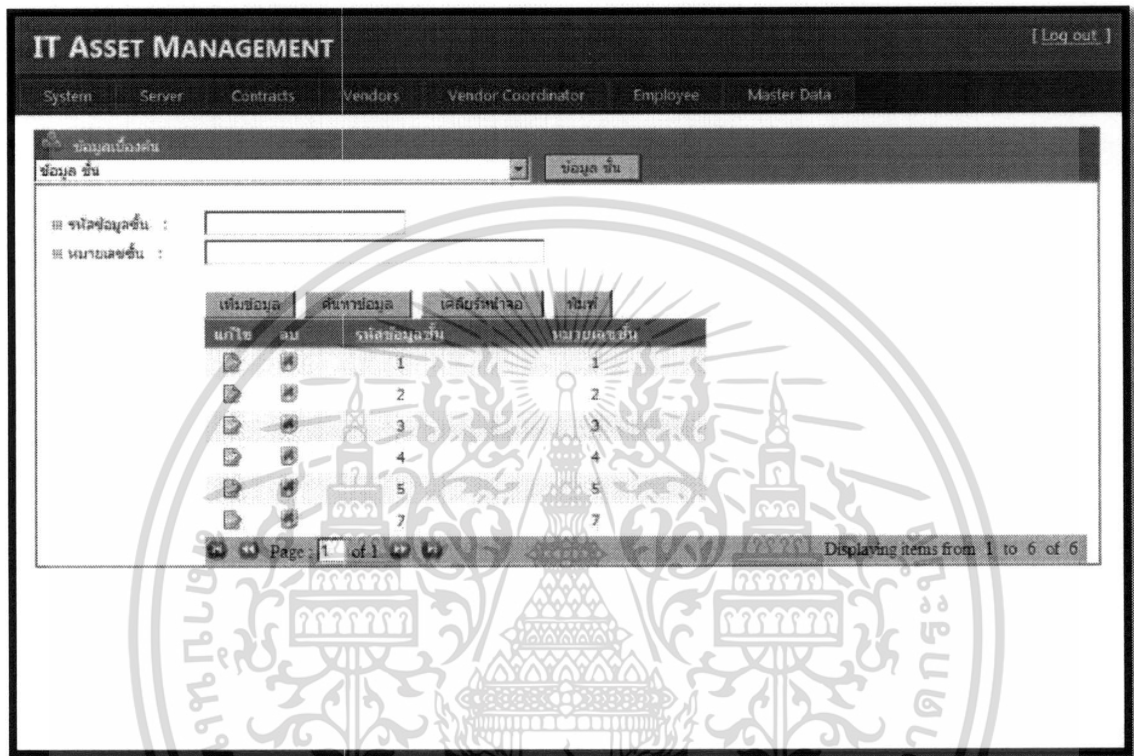 IT ASSET MANAGEMENT
[ Log out ]
System Server Contracts Vendors Vendor Coordinator Employee Master Data
ข้อมูลเบื้องต้น
ข้อมูล ชั้น ข้อมูล ชั้น
รหัสข้อมูลชั้น :
หมายเลขชั้น :
เพิ่มข้อมูล ค้นหาข้อมูล เคลียร์หน้าจอ พิมพ์
แก้ไข ลบ รหัสข้อมูลชั้น หมายเลขชั้น
1 1
2 2
3 3
4 4
5 5
7 7
Page : 1 of 1 Displaying items from 1 to 6 of 6